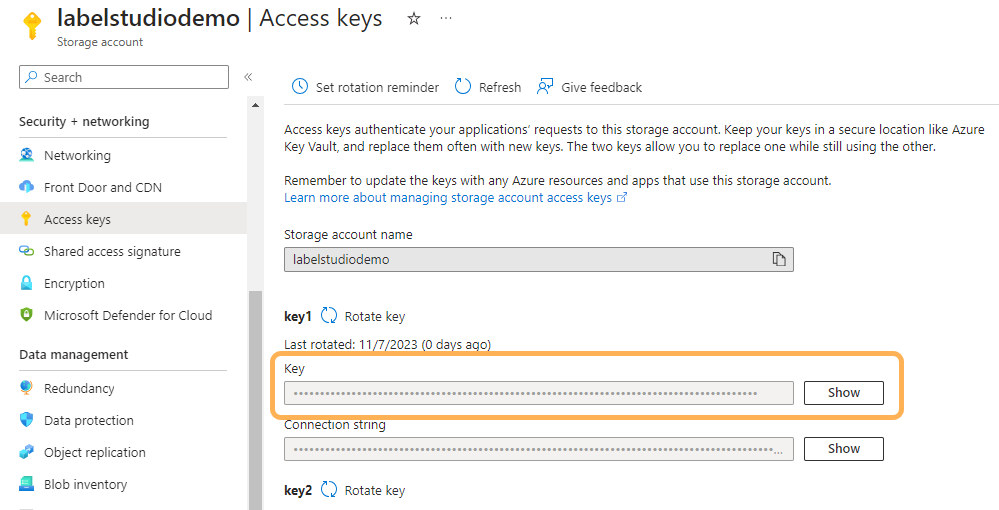 labelstudiodemo | Access keys ☆ ···
Storage account
Search «
Security + networking
Networking
Front Door and CDN
Access keys
Shared access signature
Encryption
Microsoft Defender for Cloud
Data management
Redundancy
Data protection
Object replication
Blob inventory
Set rotation reminder Refresh Give feedback
Access keys authenticate your applications' requests to this storage account. Keep your keys in a secure location like Azure
Key Vault, and replace them often with new keys. The two keys allow you to replace one while still using the other.
Remember to update the keys with any Azure resources and apps that use this storage account.
Learn more about managing storage account access keys
Storage account name
labelstudiodemo
key1 Rotate key
Last rotated: 11/7/2023 (0 days ago)
Key
Show
Connection string
Show
key2 Rotate key